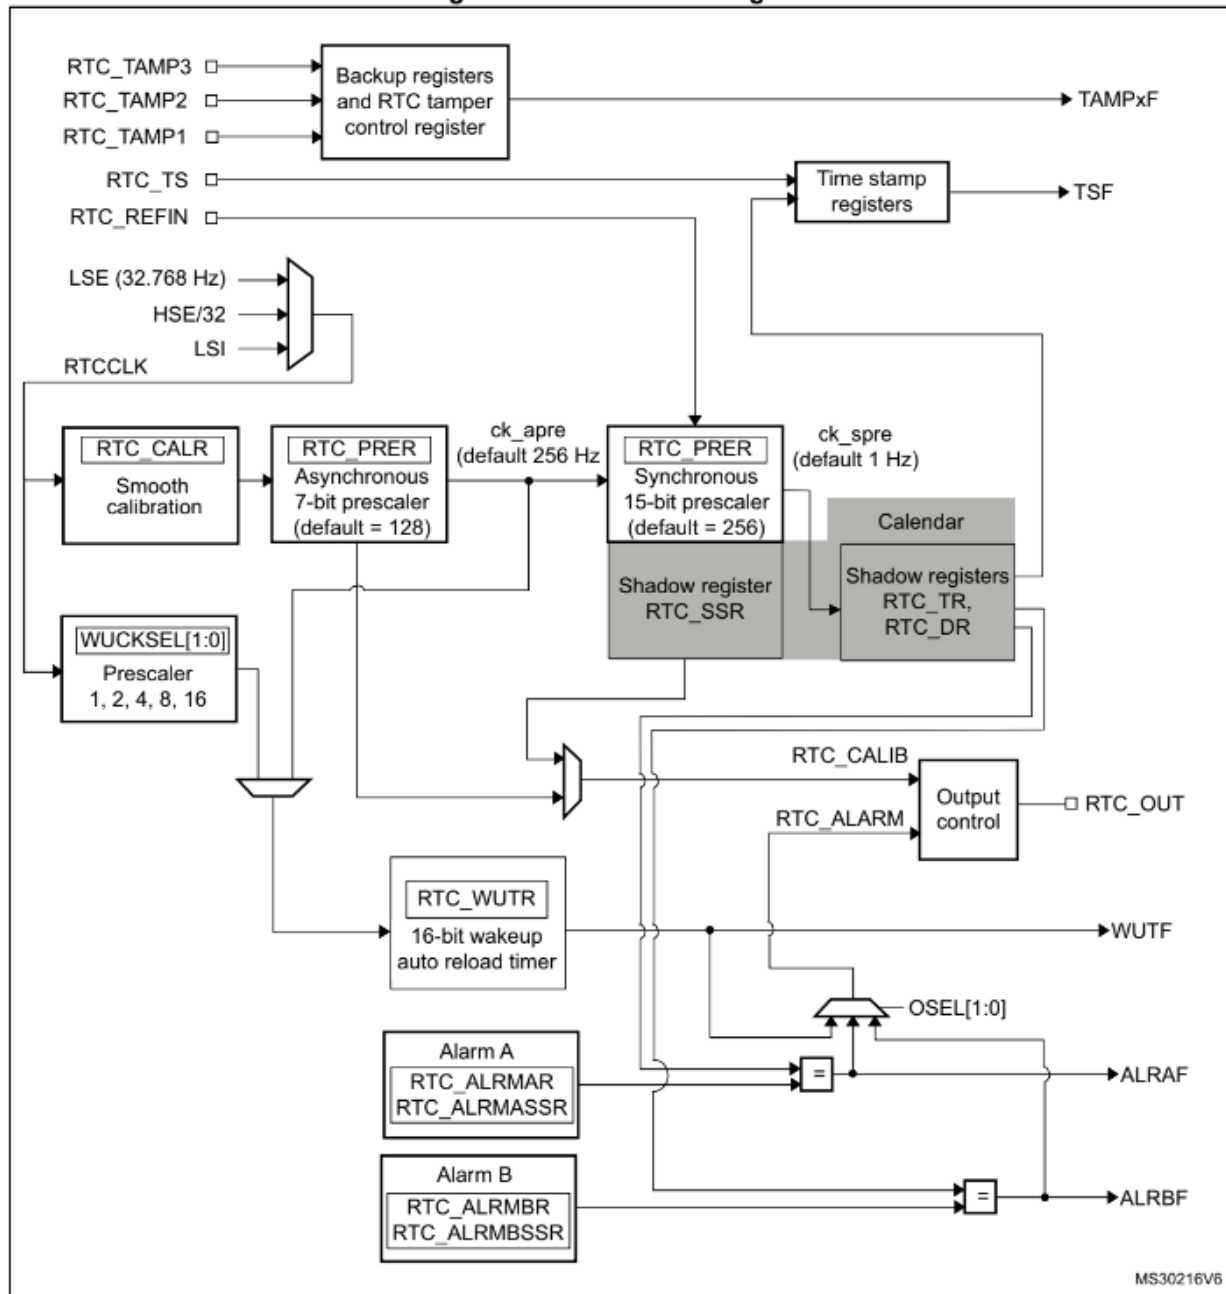 RTC_TAMP3
RTC_TAMP2
RTC_TAMP1
Backup registers
and RTC tamper
control register
TAMPxF
RTC_TS
RTC_REFIN
Time stamp
registers
TSF
LSE (32.768 Hz)
HSE/32
LSI
RTCCLK
RTC_CALR
Smooth
calibration
RTC_PRER
Asynchronous
7-bit prescaler
(default = 128)
ck_apre
(default 256 Hz
RTC_PRER
Synchronous
15-bit prescaler
(default = 256)
ck_spre
(default 1 Hz)
Calendar
Shadow register
RTC_SSR
Shadow registers
RTC_TR,
RTC_DR
WUCKSEL[1:0]
Prescaler
1, 2, 4, 8, 16
RTC_CALIB
RTC_ALARM
Output
control
RTC_OUT
RTC_WUTR
16-bit wakeup
auto reload timer
WUTF
OSEL[1:0]
Alarm A
RTC_ALRMAR
RTC_ALRMASSR
=
ALRAF
Alarm B
RTC_ALRMBR
RTC_ALRMBSSR
=
ALRBF
MS30216V6